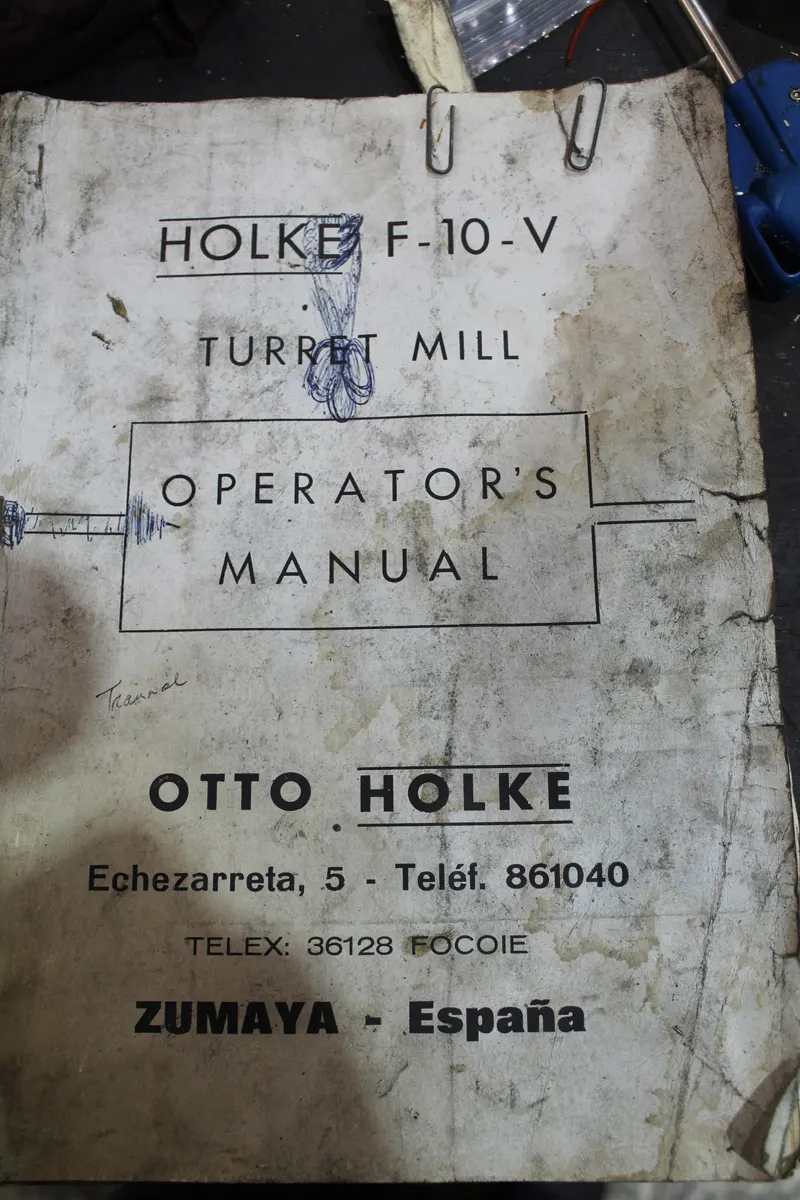 HOLKE F-10-V
TURRET MILL
OPERATOR'S
MANUAL
OTTO HOLKE
Echezarreta, 5 - Teléf. 861040
TELEX: 36128 FOCOIE
ZUMAYA - España